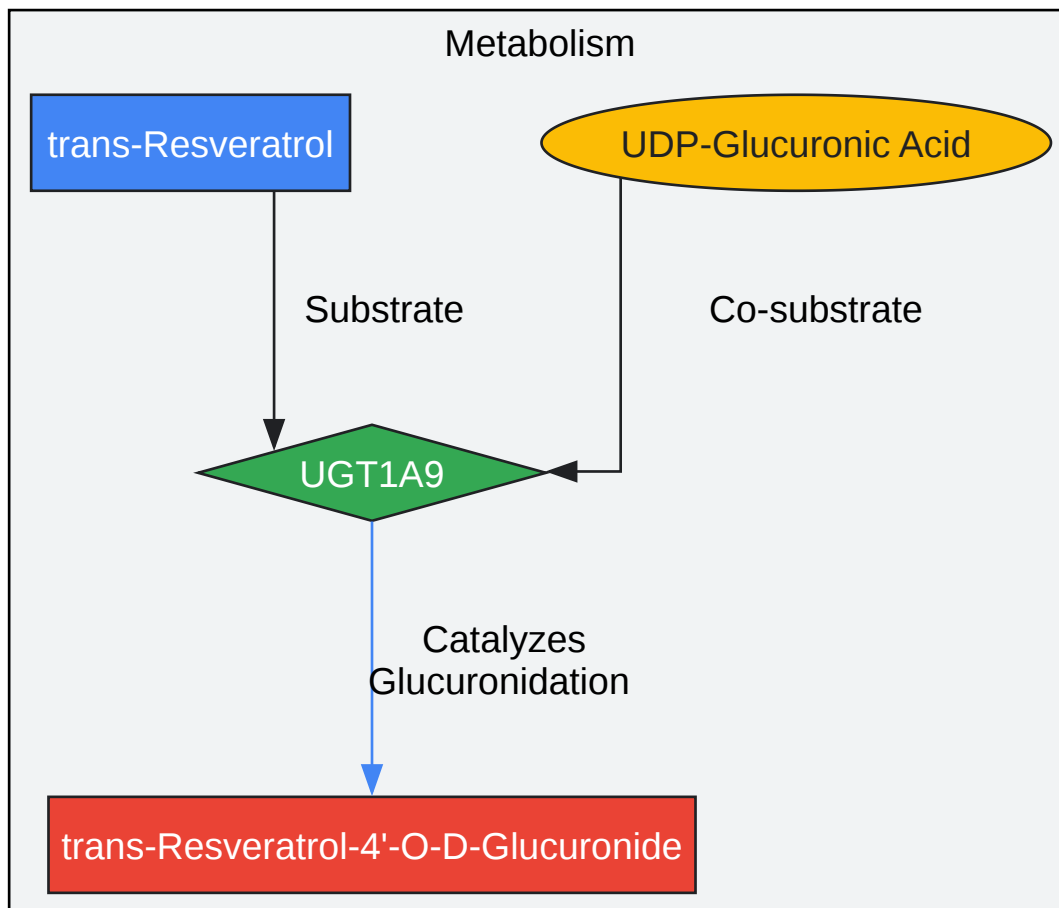 Metabolism
trans-Resveratrol
UDP-Glucuronic Acid
Substrate
Co-substrate
UGT1A9
Catalyzes
Glucuronidation
trans-Resveratrol-4'-O-D-Glucuronide